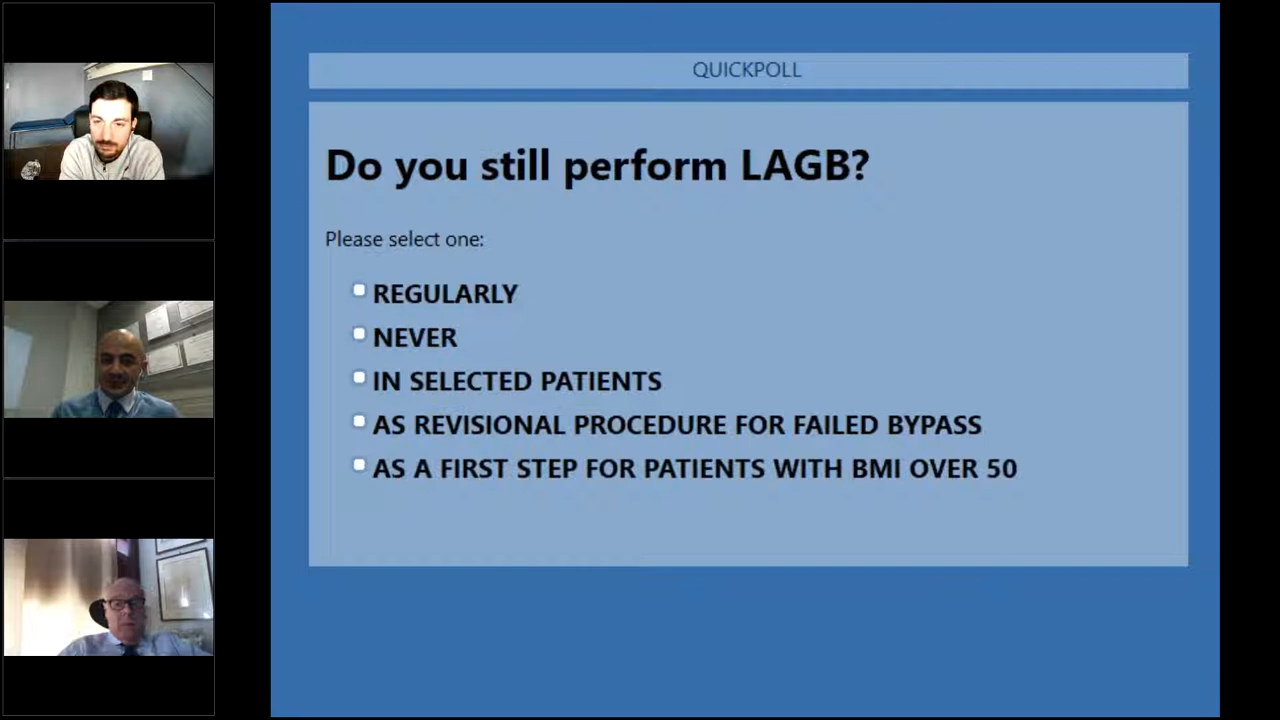 QUICKPOLL
Do you still perform LAGB?
Please select one:
REGULARLY
NEVER
IN SELECTED PATIENTS
AS REVISIONAL PROCEDURE FOR FAILED BYPASS
AS A FIRST STEP FOR PATIENTS WITH BMI OVER 50